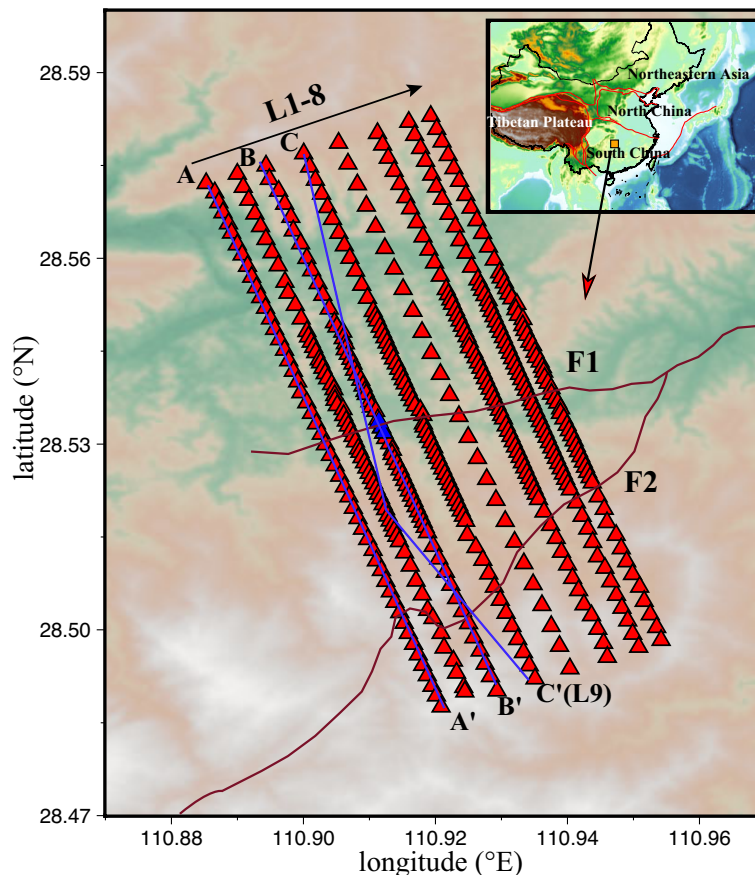 28.59
28.56
28.53
28.50
28.47
latitude (°N)
110.88
110.90
110.92
110.94
110.96
longitude (°E)
L1-8
A
B
C
F1
F2
A'
B'
C'(L9)
Northeastern Asia
North China
Tibetan Plateau
South China